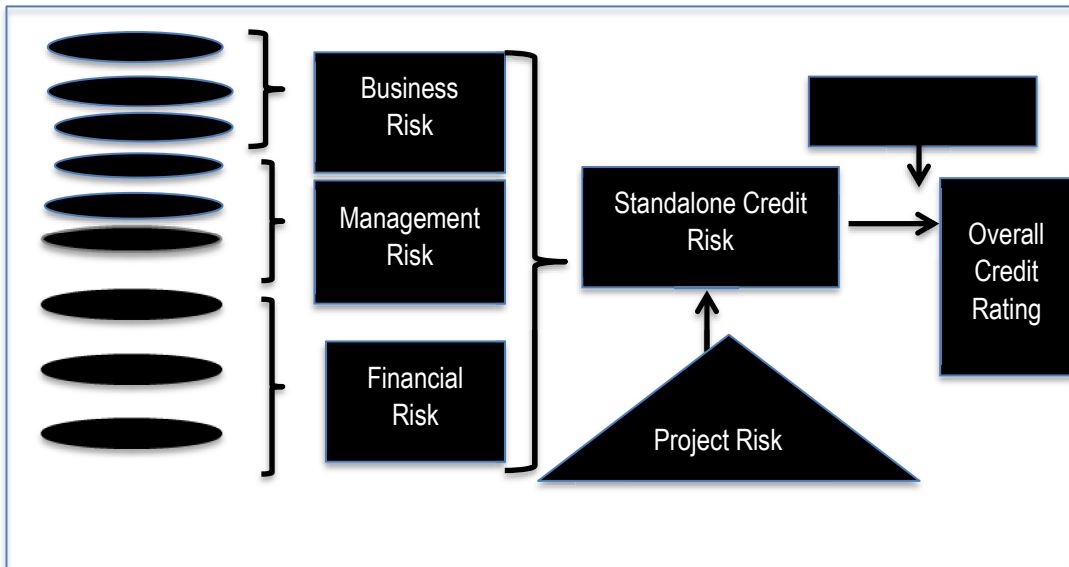 Business
Risk
Management
Risk
Financial
Risk
Standalone Credit
Risk
Project Risk
Overall
Credit
Rating